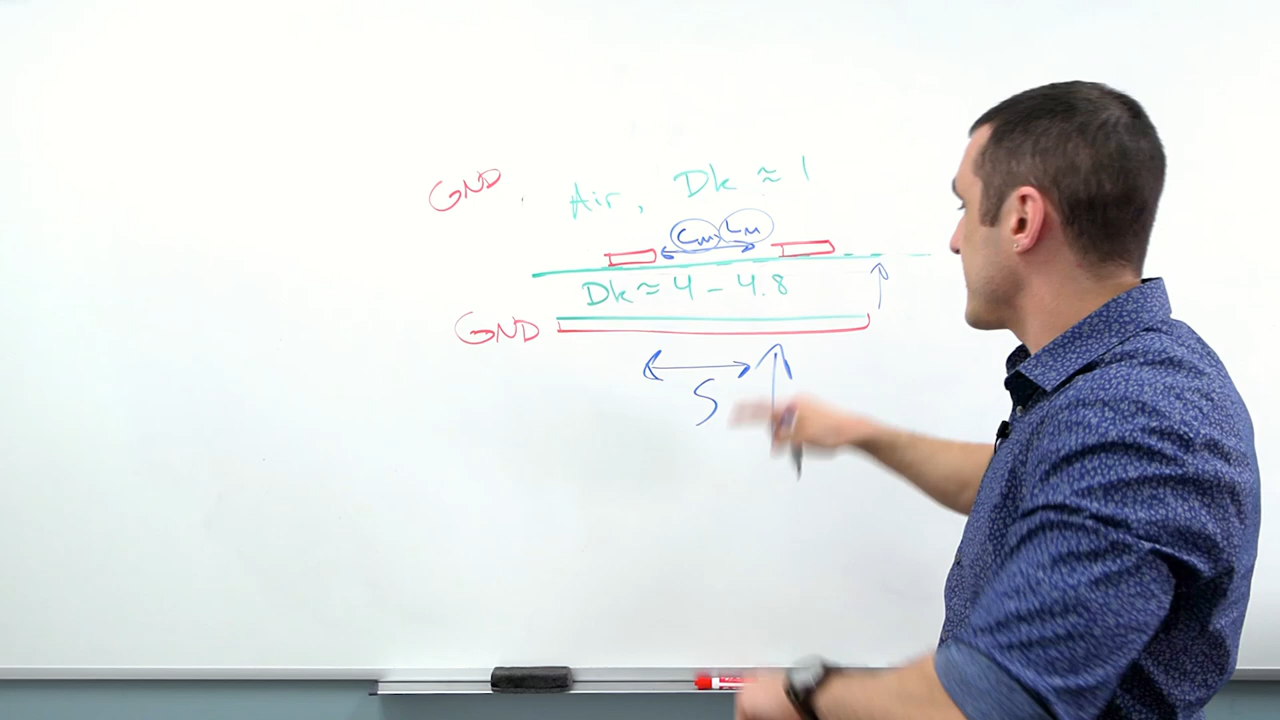 GND
Air, Dk ≈ 1
CM LM
Dk ≈ 4 - 4.8
GND
S